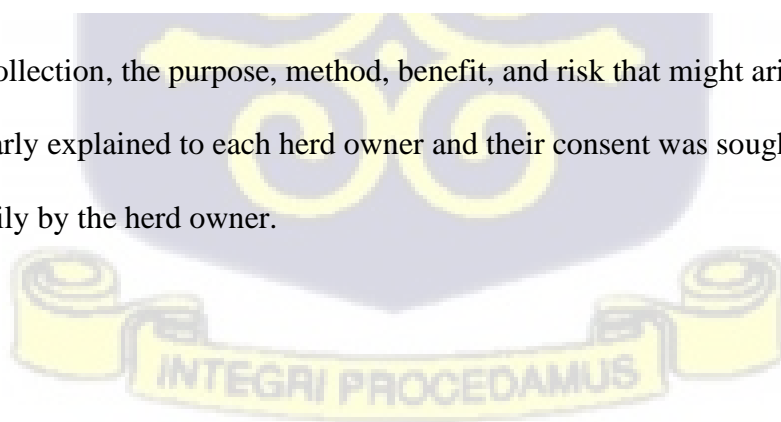 ollection, the purpose, method, benefit, and risk that might ari
arly explained to each herd owner and their consent was sough
ily by the herd owner.
INTEGRI PROCEDAMUS